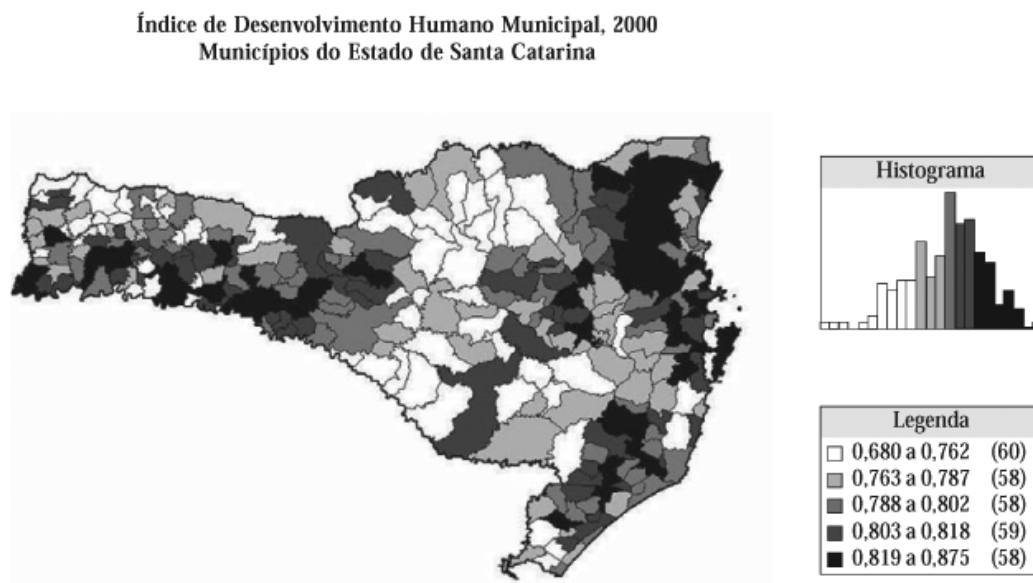 Índice de Desenvolvimento Humano Municipal, 2000
Municípios do Estado de Santa Catarina
Histograma
Legenda
0,680 a 0,762 (60)
0,763 a 0,787 (58)
0,788 a 0,802 (58)
0,803 a 0,818 (59)
0,819 a 0,875 (58)